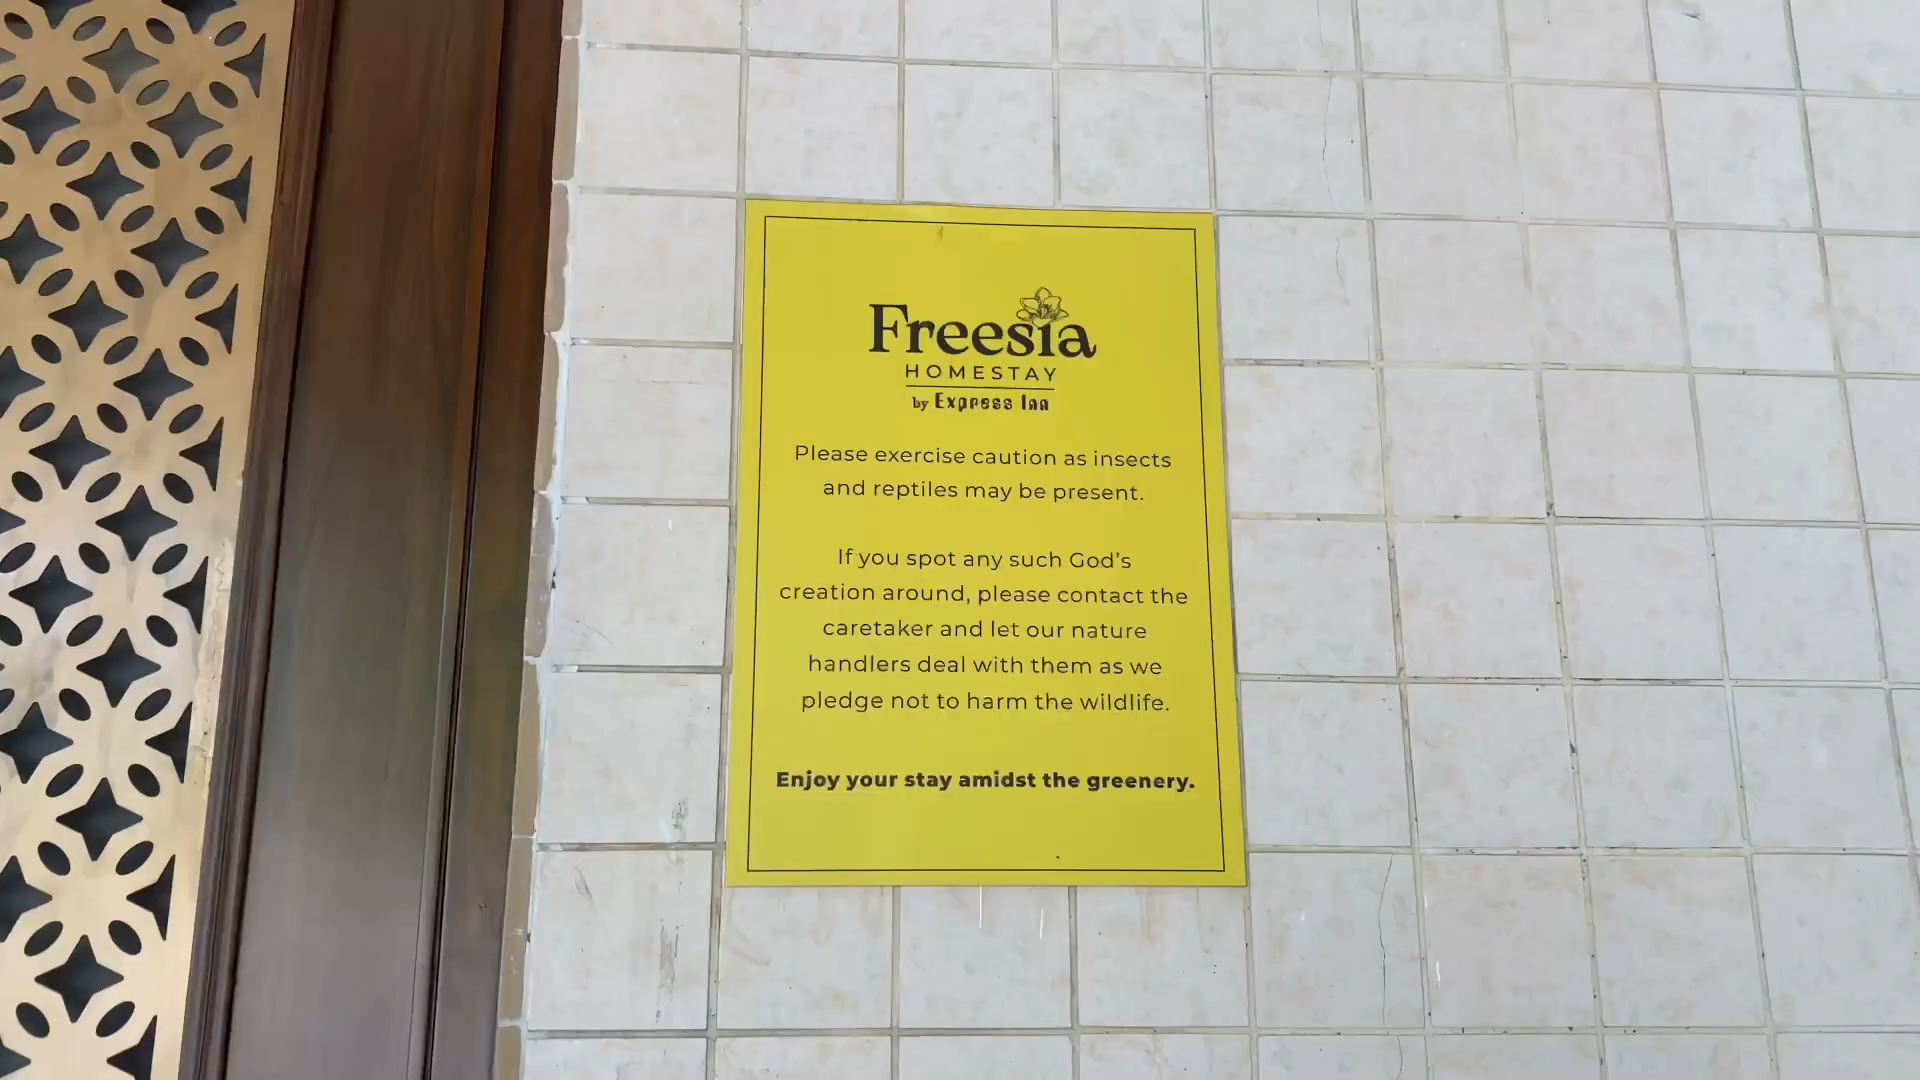 Freesia
HOMESTAY
by Express Inn
Please exercise caution as insects
and reptiles may be present.
If you spot any such God's
creation around, please contact the
caretaker and let our nature
handlers deal with them as we
pledge not to harm the wildlife.
Enjoy your stay amidst the greenery.